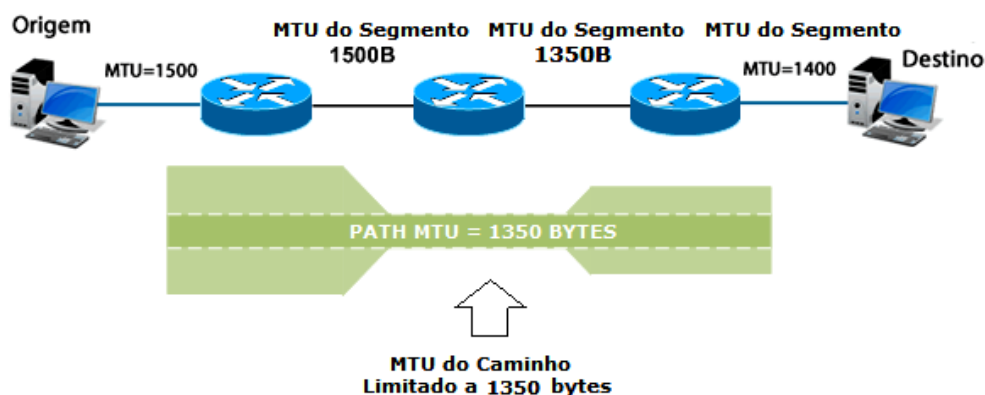 Origem
MTU do Segmento
1500B
MTU do Segmento
1350B
MTU do Segmento
MTU=1500
MTU=1400
Destino
PATH MTU = 1350 BYTES
MTU do Caminho
Limitado a 1350 bytes